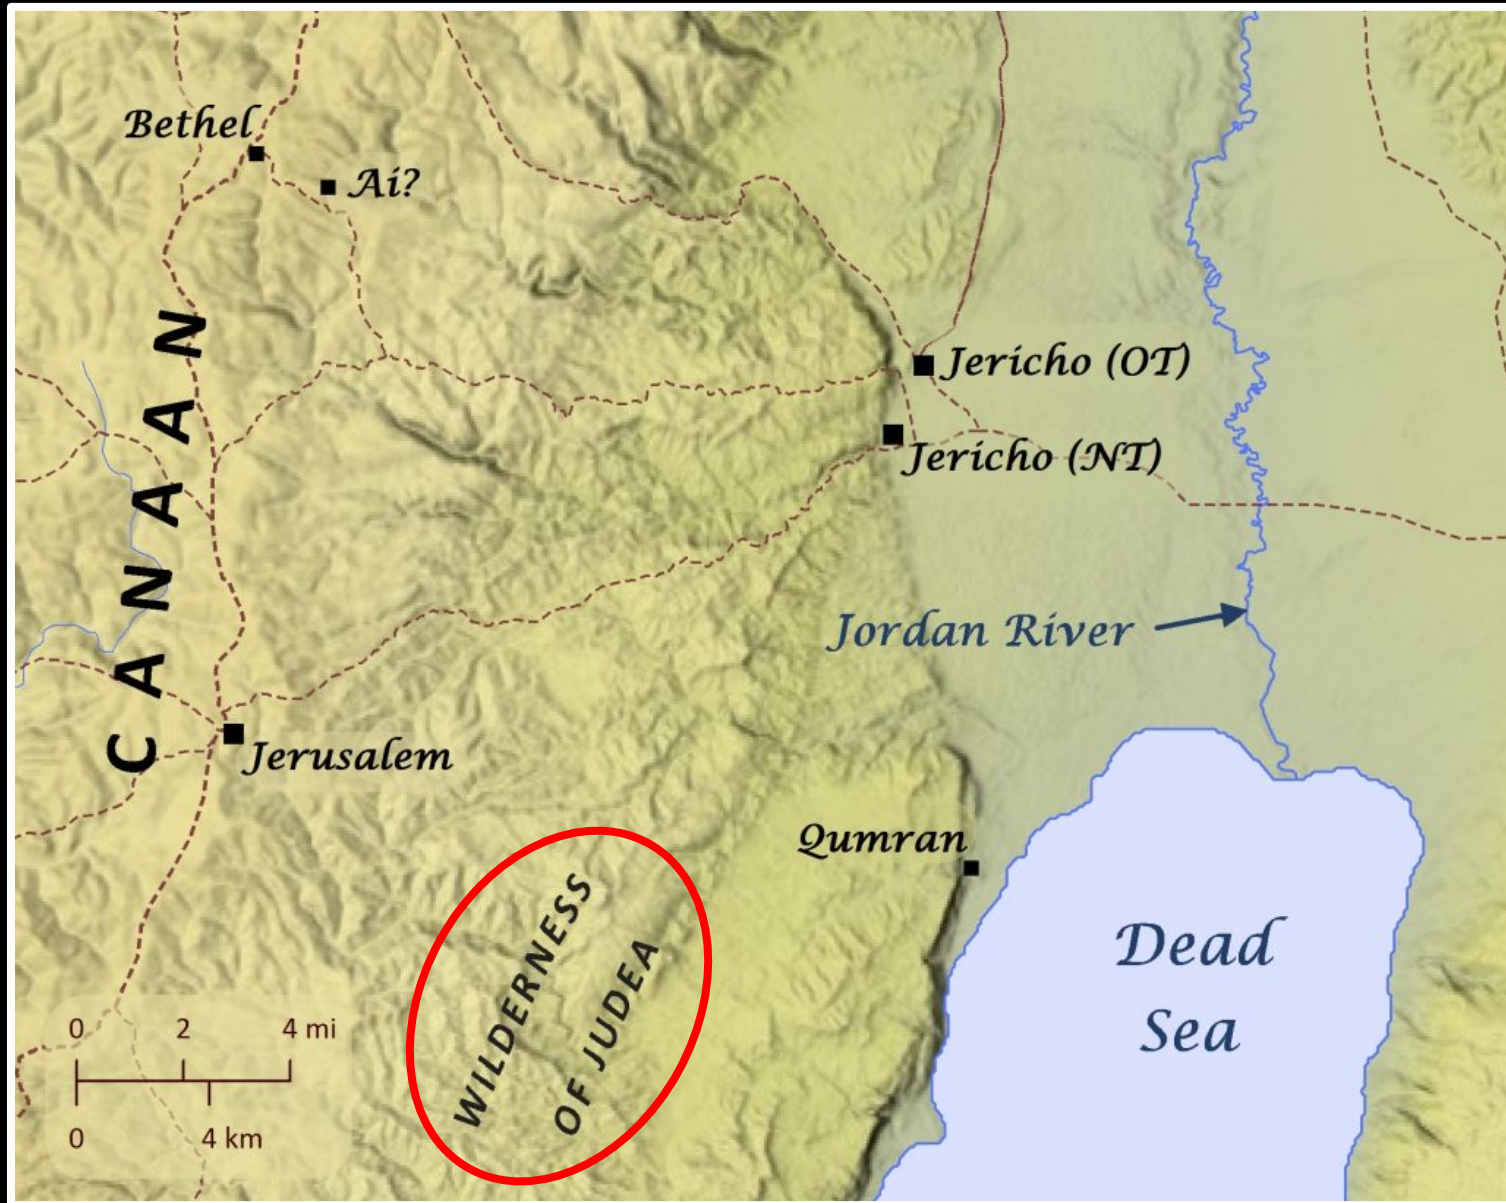 Bethel
Ai?
CANAAN
Jericho (OT)
Jericho (NT)
Jordan River
Jerusalem
Qumran
WILDERNESS
OF JUDEA
Dead
Sea
0 2 4 mi
0 4 km